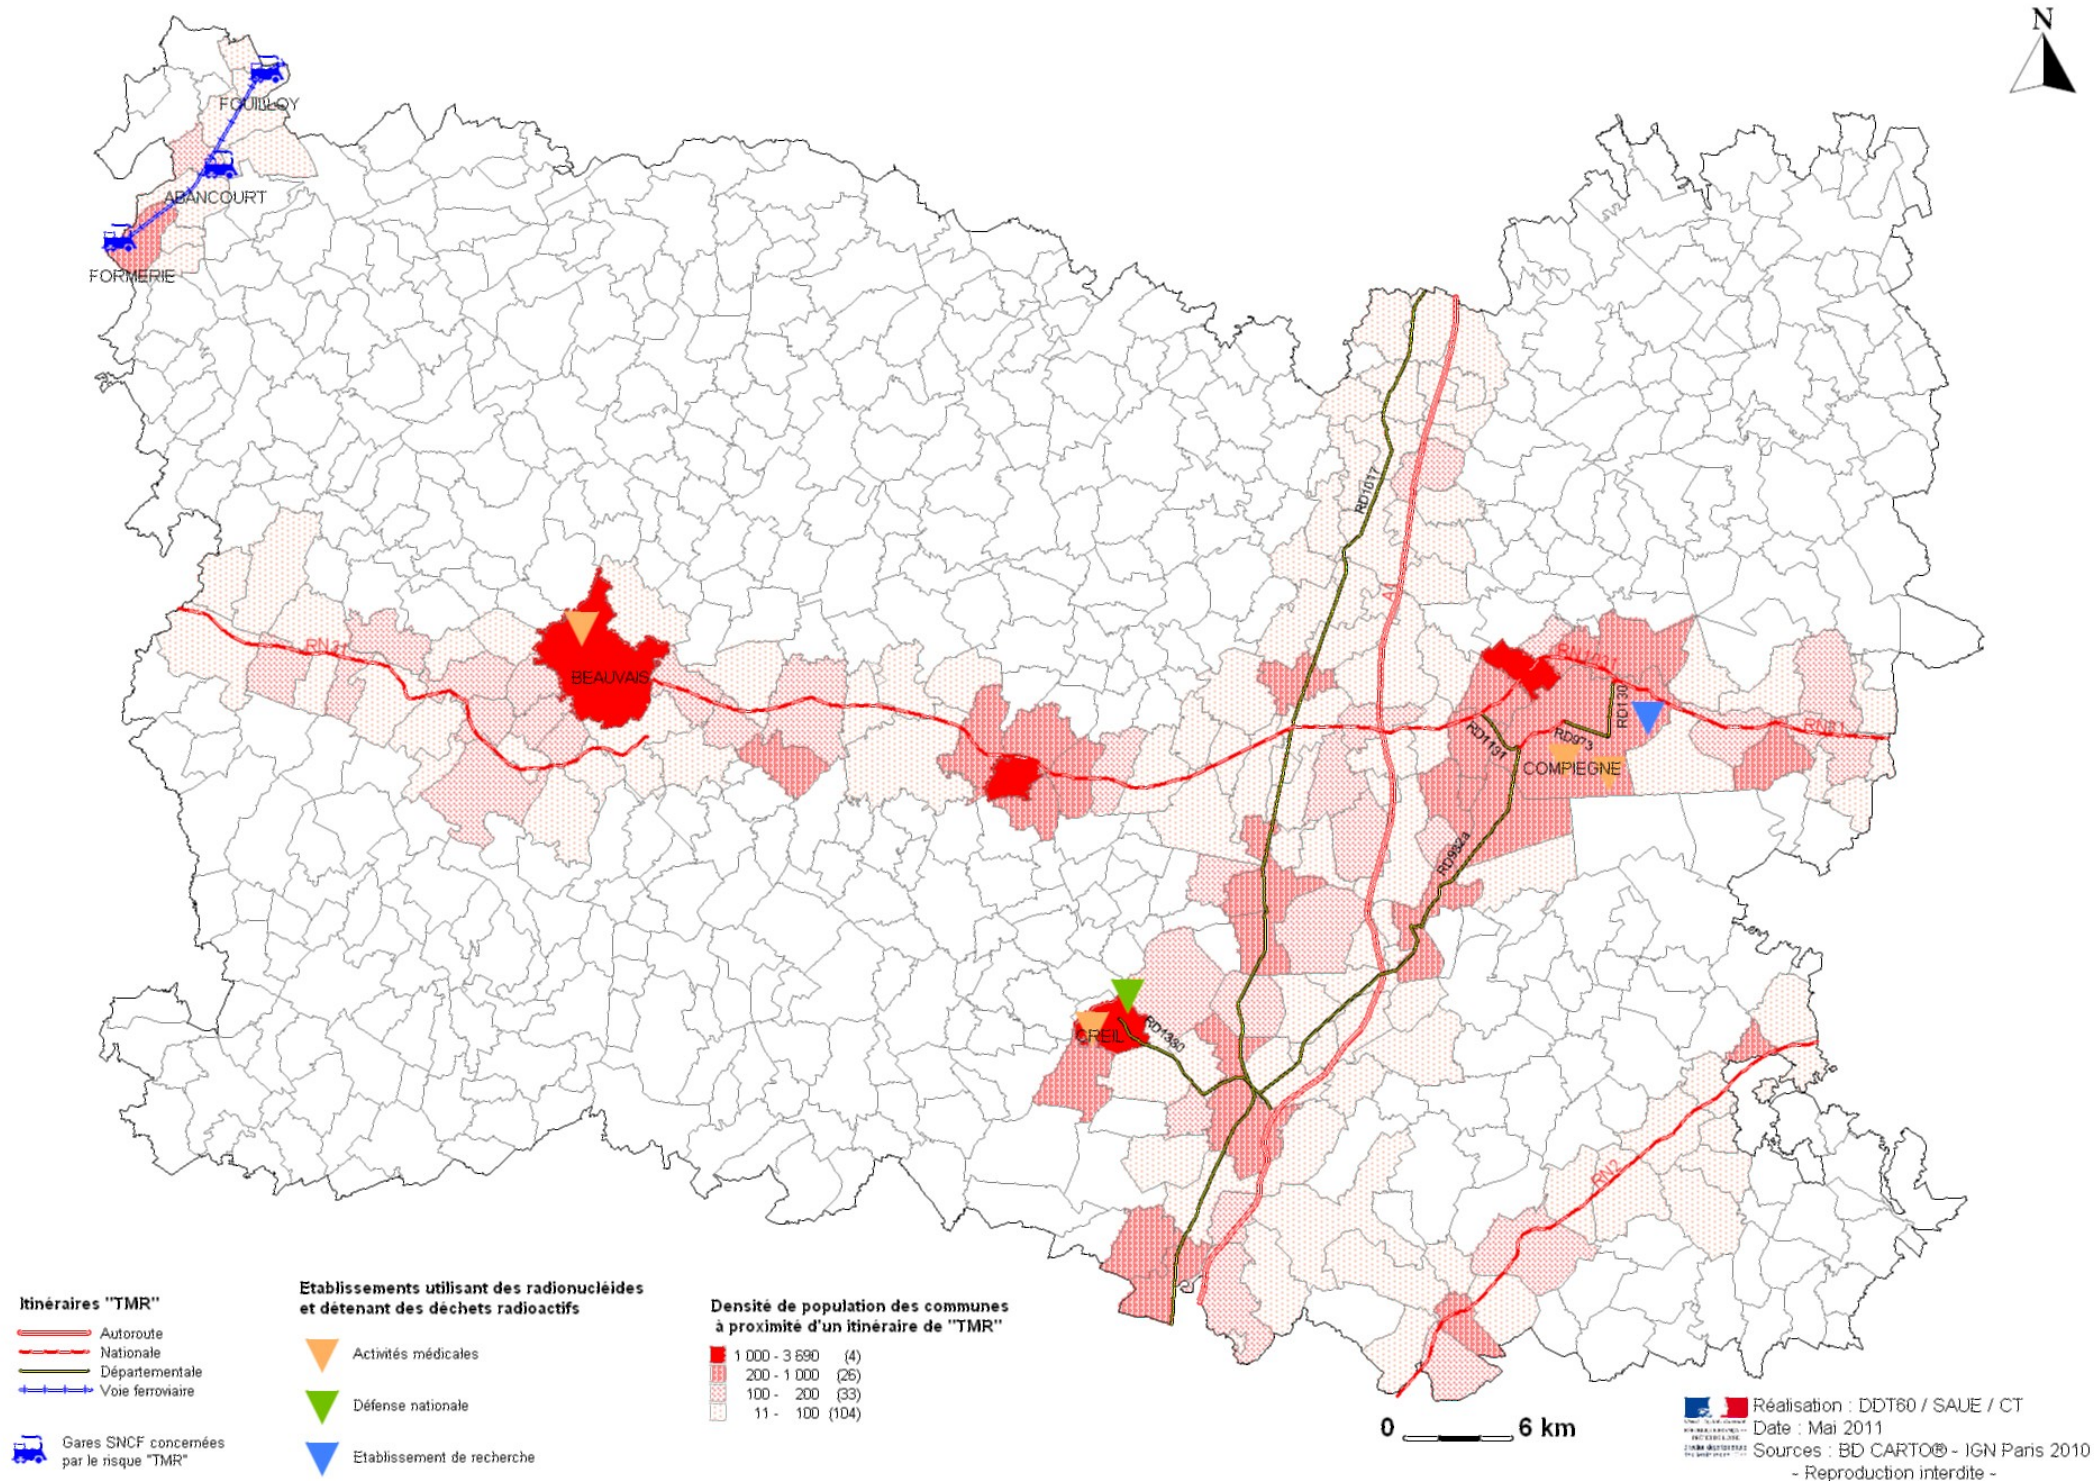 N
FOUILLOY
ABANCOURT
FORMERIE
RD1017
A1
RN31
BEAUVAIS
RN1031
RD1130
RN31
RD1131
RD973
COMPIEGNE
RD932a
CREIL
RD1330
RN2
Itinéraires "TMR"
Autoroute
Nationale
Départementale
Voie ferroviaire
Gares SNCF concernées
par le risque "TMR"
Etablissements utilisant des radionucléides
et détenant des déchets radioactifs
Activités médicales
Défense nationale
Etablissement de recherche
Densité de population des communes
à proximité d'un itinéraire de "TMR"
1 000 - 3 690 (4)
200 - 1 000 (26)
100 - 200 (33)
11 - 100 (104)
0 6 km
Réalisation : DDT60 / SAUE / CT
Date : Mai 2011
Sources : BD CARTO® - IGN Paris 2010
- Reproduction interdite -